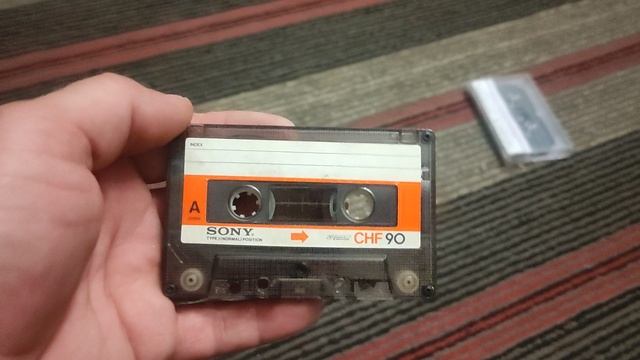 INDEX
A
SONY
TYPE I (NORMAL) POSITION
CHF 90